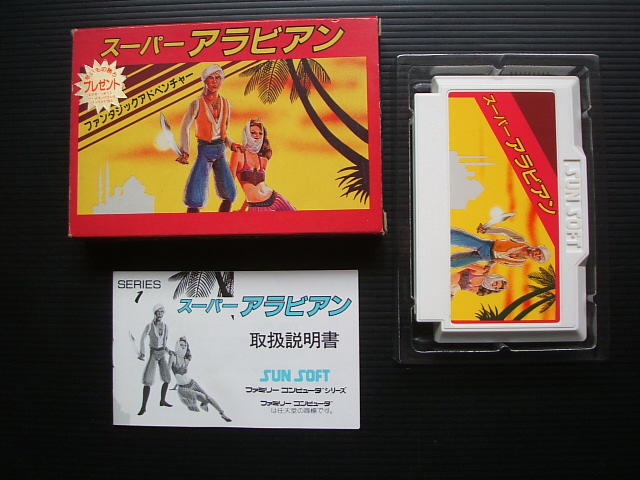 スーパー アラビアン
プレゼント
ファンタジックアドベンチャー
スーパー アラビアン
SUN SOFT
SERIES
1
スーパー アラビアン
取扱説明書
SUN SOFT
ファミリー コンピュータ シリーズ
ファミリー コンピュータ
は任天堂の商標です。